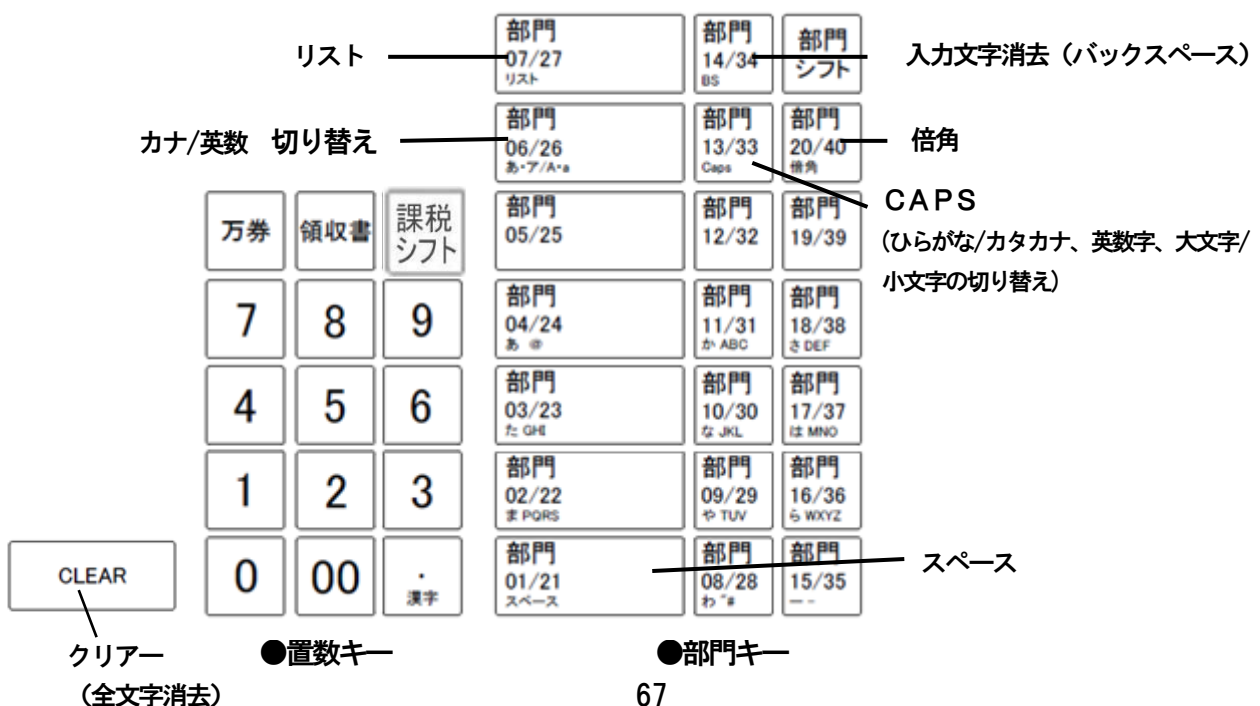 リスト
部門
07/27
リスト
部門
14/34
BS
部門
シフト
入力文字消去（バックスペース）
カナ/英数　切り替え
部門
06/26
あ・ア/A・a
部門
13/33
Caps
部門
20/40
倍角
倍角
万券
領収書
課税
シフト
部門
05/25
部門
12/32
部門
19/39
ＣＡＰＳ
（ひらがな/カタカナ、英数字、大文字/
小文字の切り替え）
7
8
9
部門
04/24
あ @
部門
11/31
か ABC
部門
18/38
さ DEF
4
5
6
部門
03/23
た GHI
部門
10/30
な JKL
部門
17/37
は MNO
1
2
3
部門
02/22
ま PQRS
部門
09/29
や TUV
部門
16/36
ら WXYZ
CLEAR
0
00
・
漢字
部門
01/21
スペース
部門
08/28
わ ゛#
部門
15/35
ー -
スペース
クリアー
（全文字消去）
●置数キー
●部門キー
67